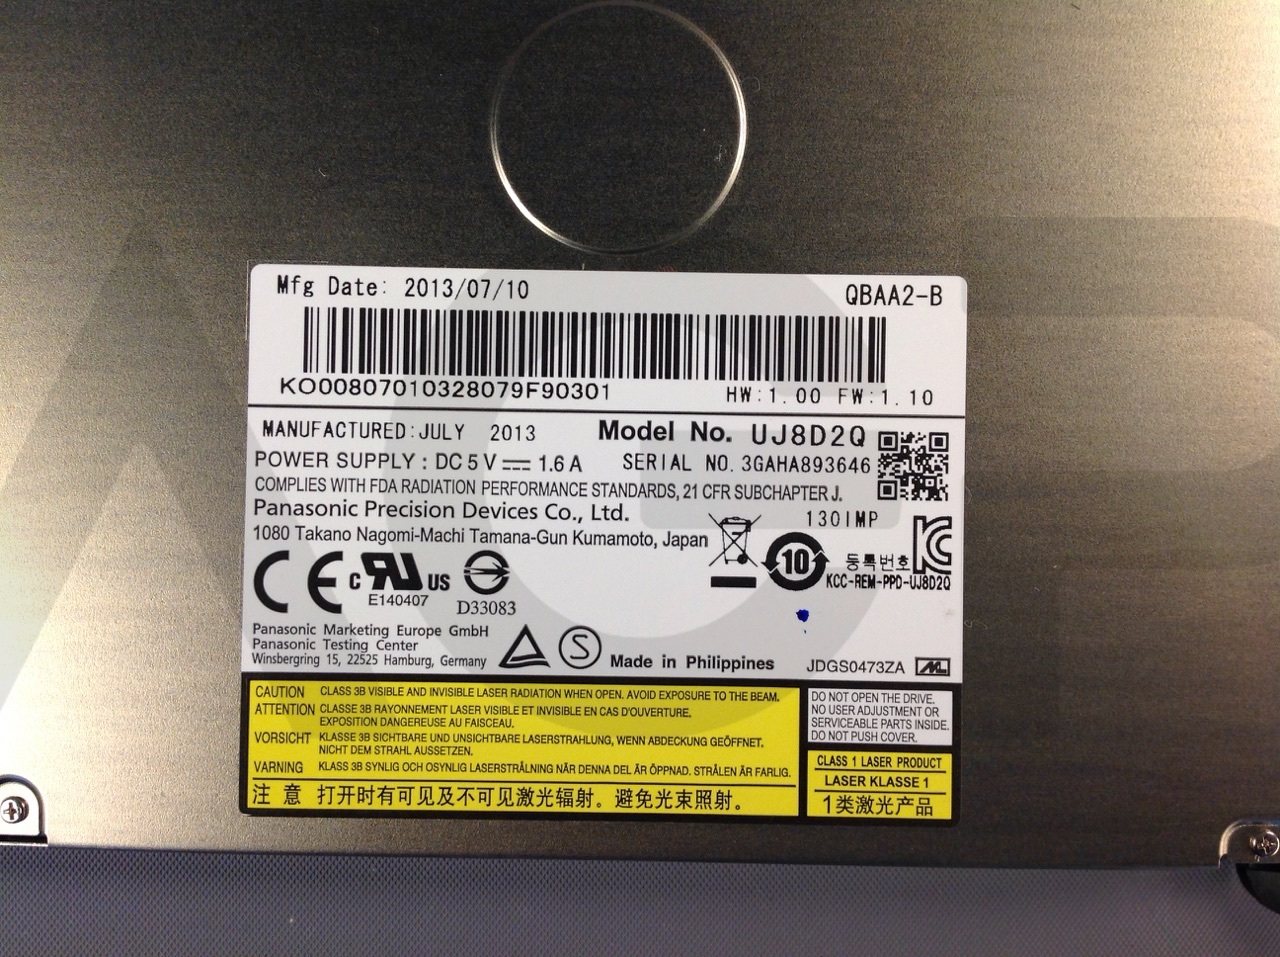 Mfg Date: 2013/07/10
QBAA2-B
KO00807010328079F90301
HW:1.00 FW:1.10
MANUFACTURED:JULY 2013
Model No. UJ8D2Q
POWER SUPPLY : DC 5 V ⎓ 1.6 A
SERIAL NO. 3GAHA893646
COMPLIES WITH FDA RADIATION PERFORMANCE STANDARDS, 21 CFR SUBCHAPTER J.
Panasonic Precision Devices Co., Ltd.
130IMP
1080 Takano Nagomi-Machi Tamana-Gun Kumamoto, Japan
10
등록번호
KCC-REM-PPD-UJ8D2Q
CE
C
US
E140407
D33083
Panasonic Marketing Europe GmbH
Panasonic Testing Center
Winsbergring 15, 22525 Hamburg, Germany
S
Made in Philippines
JDGS0473ZA
CAUTION CLASS 3B VISIBLE AND INVISIBLE LASER RADIATION WHEN OPEN. AVOID EXPOSURE TO THE BEAM.
ATTENTION CLASSE 3B RAYONNEMENT LASER VISIBLE ET INVISIBLE EN CAS D'OUVERTURE.
EXPOSITION DANGEREUSE AU FAISCEAU.
VORSICHT KLASSE 3B SICHTBARE UND UNSICHTBARE LASERSTRAHLUNG, WENN ABDECKUNG GEÖFFNET.
NICHT DEM STRAHL AUSSETZEN.
VARNING KLASS 3B SYNLIG OCH OSYNLIG LASERSTRÅLNING NÄR DENNA DEL ÄR ÖPPNAD. STRÅLEN ÄR FARLIG.
注 意 打开时有可见及不可见激光辐射。避免光束照射。
DO NOT OPEN THE DRIVE.
NO USER ADJUSTMENT OR
SERVICEABLE PARTS INSIDE.
DO NOT PUSH COVER.
CLASS 1 LASER PRODUCT
LASER KLASSE 1
1类激光产品